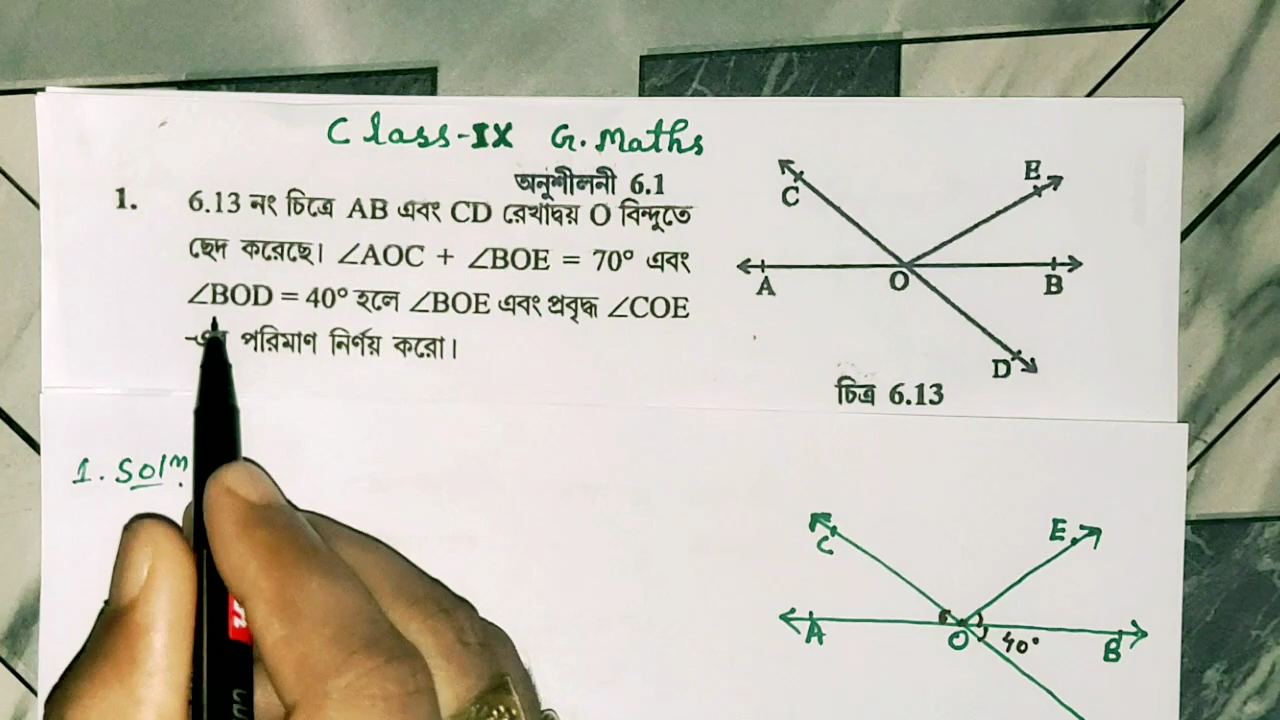 Class-IX G. Maths
অনুশীলনী 6.1
1. 6.13 নং চিত্রে AB এবং CD রেখাদ্বয় O বিন্দুতে
ছেদ করেছে। ∠AOC + ∠BOE = 70° এবং
∠BOD = 40° হলে ∠BOE এবং প্রবৃদ্ধ ∠COE
পরিমাণ নির্ণয় করো।
C
E
A
O
B
D
চিত্র 6.13
1. Solⁿ.
C
E
A
O
40°
B